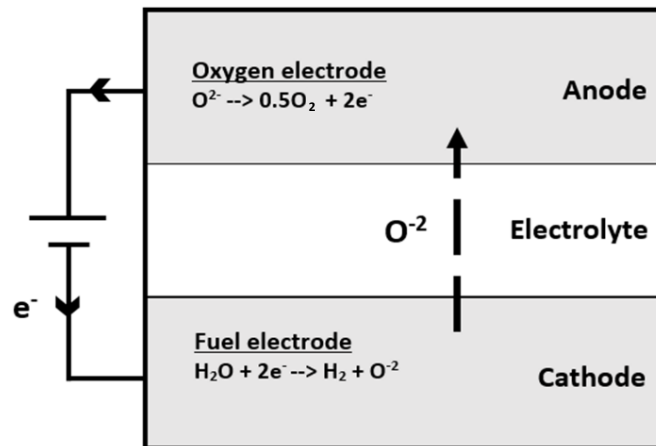 Oxygen electrode
O²⁻ --> 0.5O₂ + 2e⁻
Anode
O⁻²
Electrolyte
e⁻
Fuel electrode
H₂O + 2e⁻ --> H₂ + O⁻²
Cathode